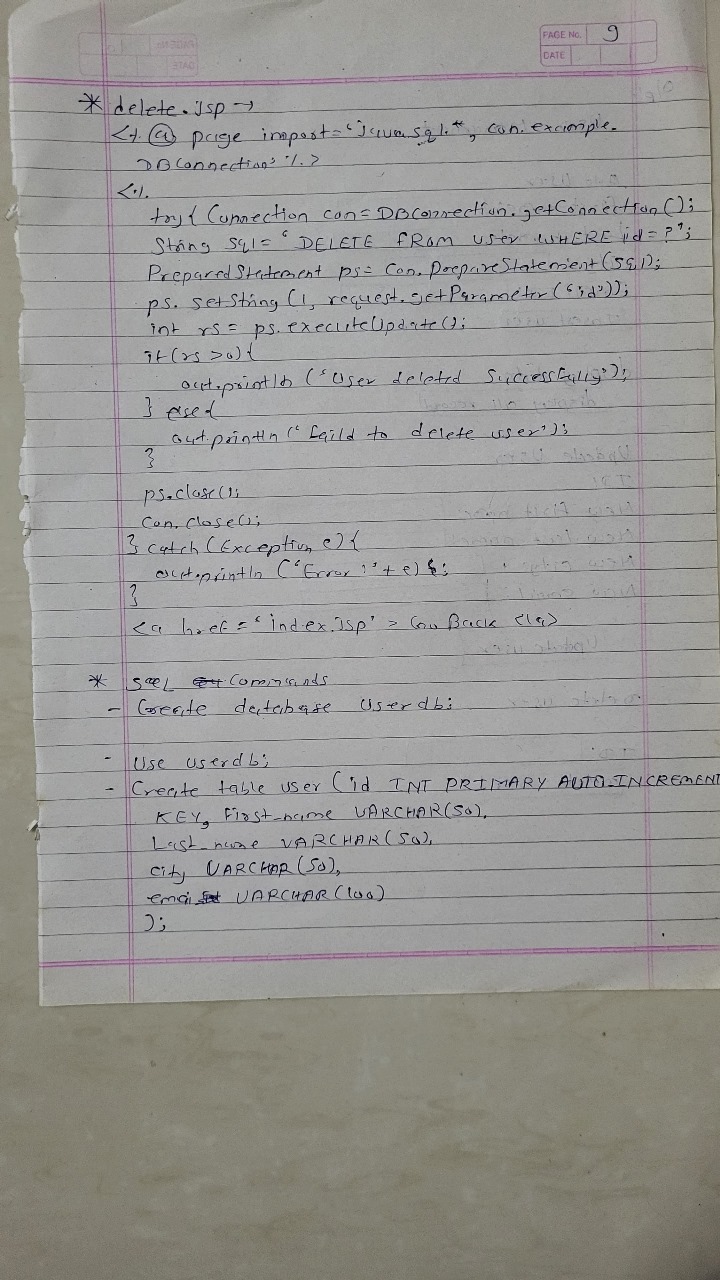 PAGE No. 9
DATE
* delete.jsp →
<%@ page import="java.sql.*, con.example.
DBConnection" %>
<%
try{ Connection con = DBConnection.getConnection();
String sql = "DELETE FROM user WHERE id = ?";
PreparedStatement ps = con.prepareStatement(sql);
ps.setString(1, request.getParameter("id"));
int rs = ps.executeUpdate();
if(rs > 0){
out.println("User deleted successfully");
} else{
out.println("faild to delete user");
}
ps.close();
con.close();
} catch (Exception e){
out.println("Error:" + e);
}
<a href="index.jsp" > Go Back </a>
* SQL Commands
- Create database userdb;
- Use userdb;
- Create table user (id INT PRIMARY AUTO_INCREMENT
KEY, First_name VARCHAR(50),
Last_name VARCHAR(50),
city VARCHAR(50),
emai VARCHAR(100)
);